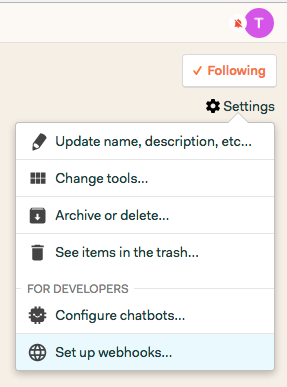 T
Following
Settings
Update name, description, etc...
Change tools...
Archive or delete...
See items in the trash...
FOR DEVELOPERS
Configure chatbots...
Set up webhooks...